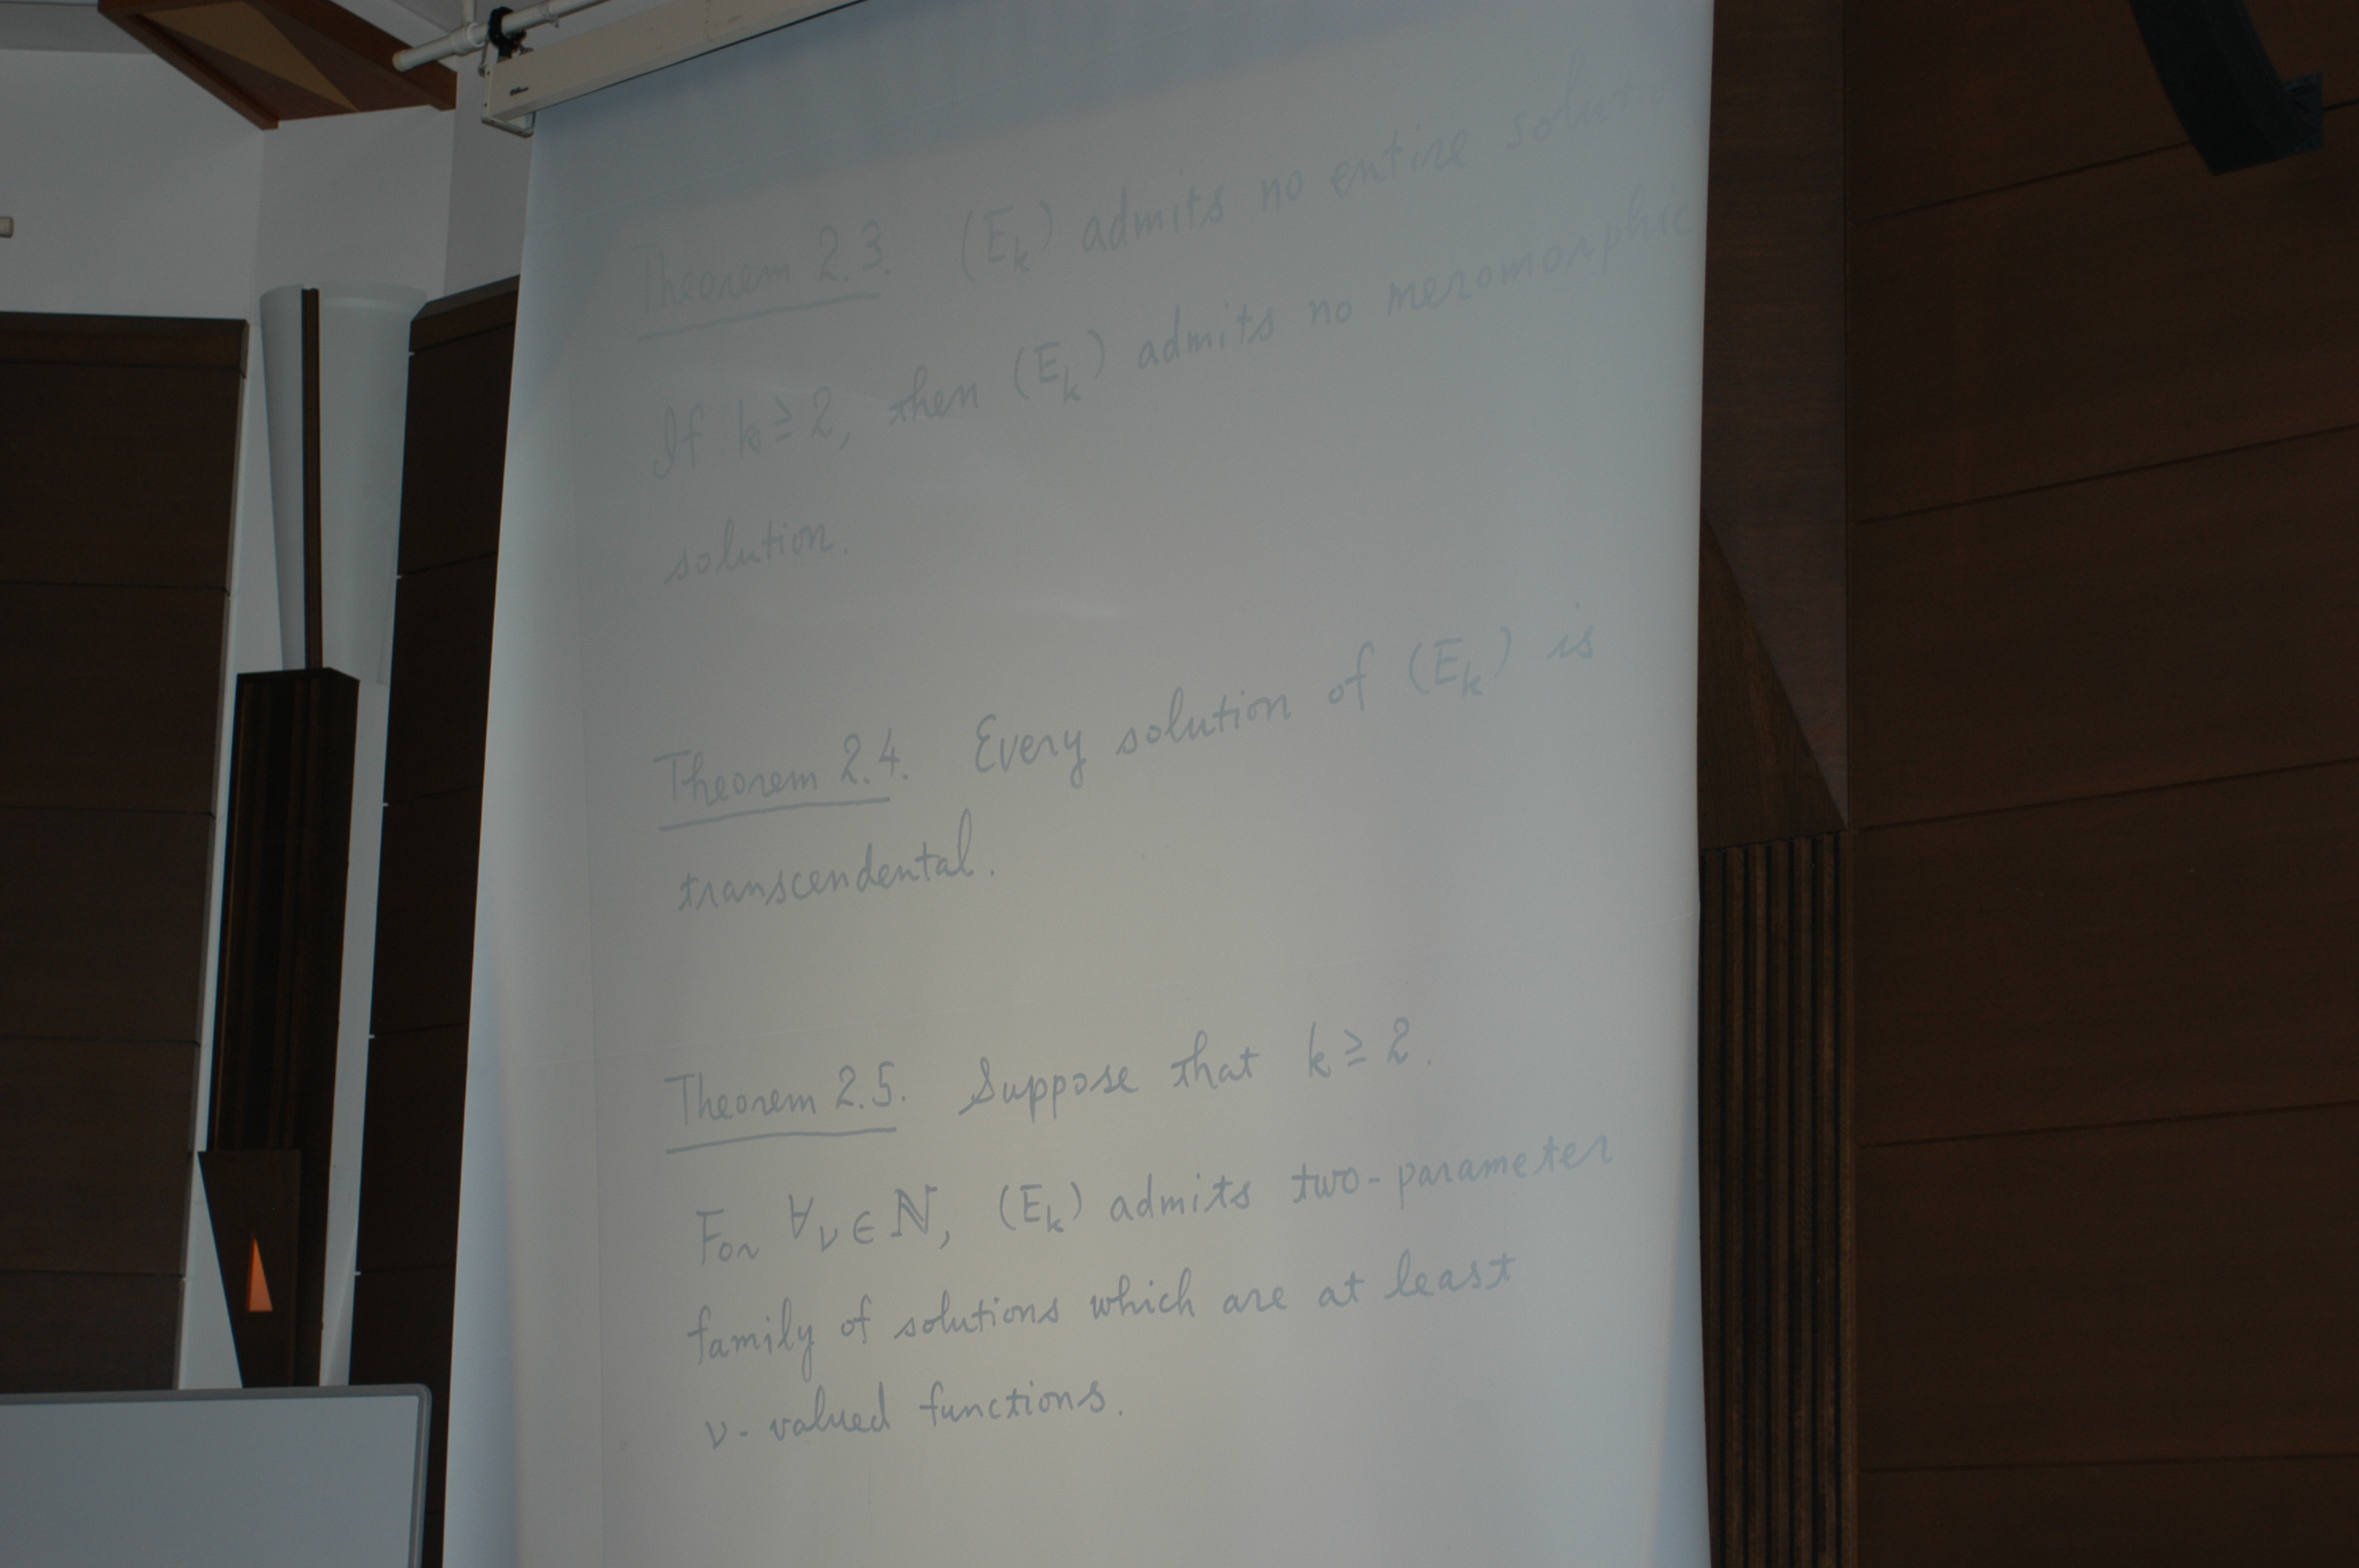 Theorem 2.3. (E_k) admits no entire solut
If k ≥ 2, then (E_k) admits no meromorphic
solution.
Theorem 2.4. Every solution of (E_k) is
transcendental.
Theorem 2.5. Suppose that k ≥ 2.
For ∀ν ∈ ℕ, (E_k) admits two-parameter
family of solutions which are at least
ν-valued functions.